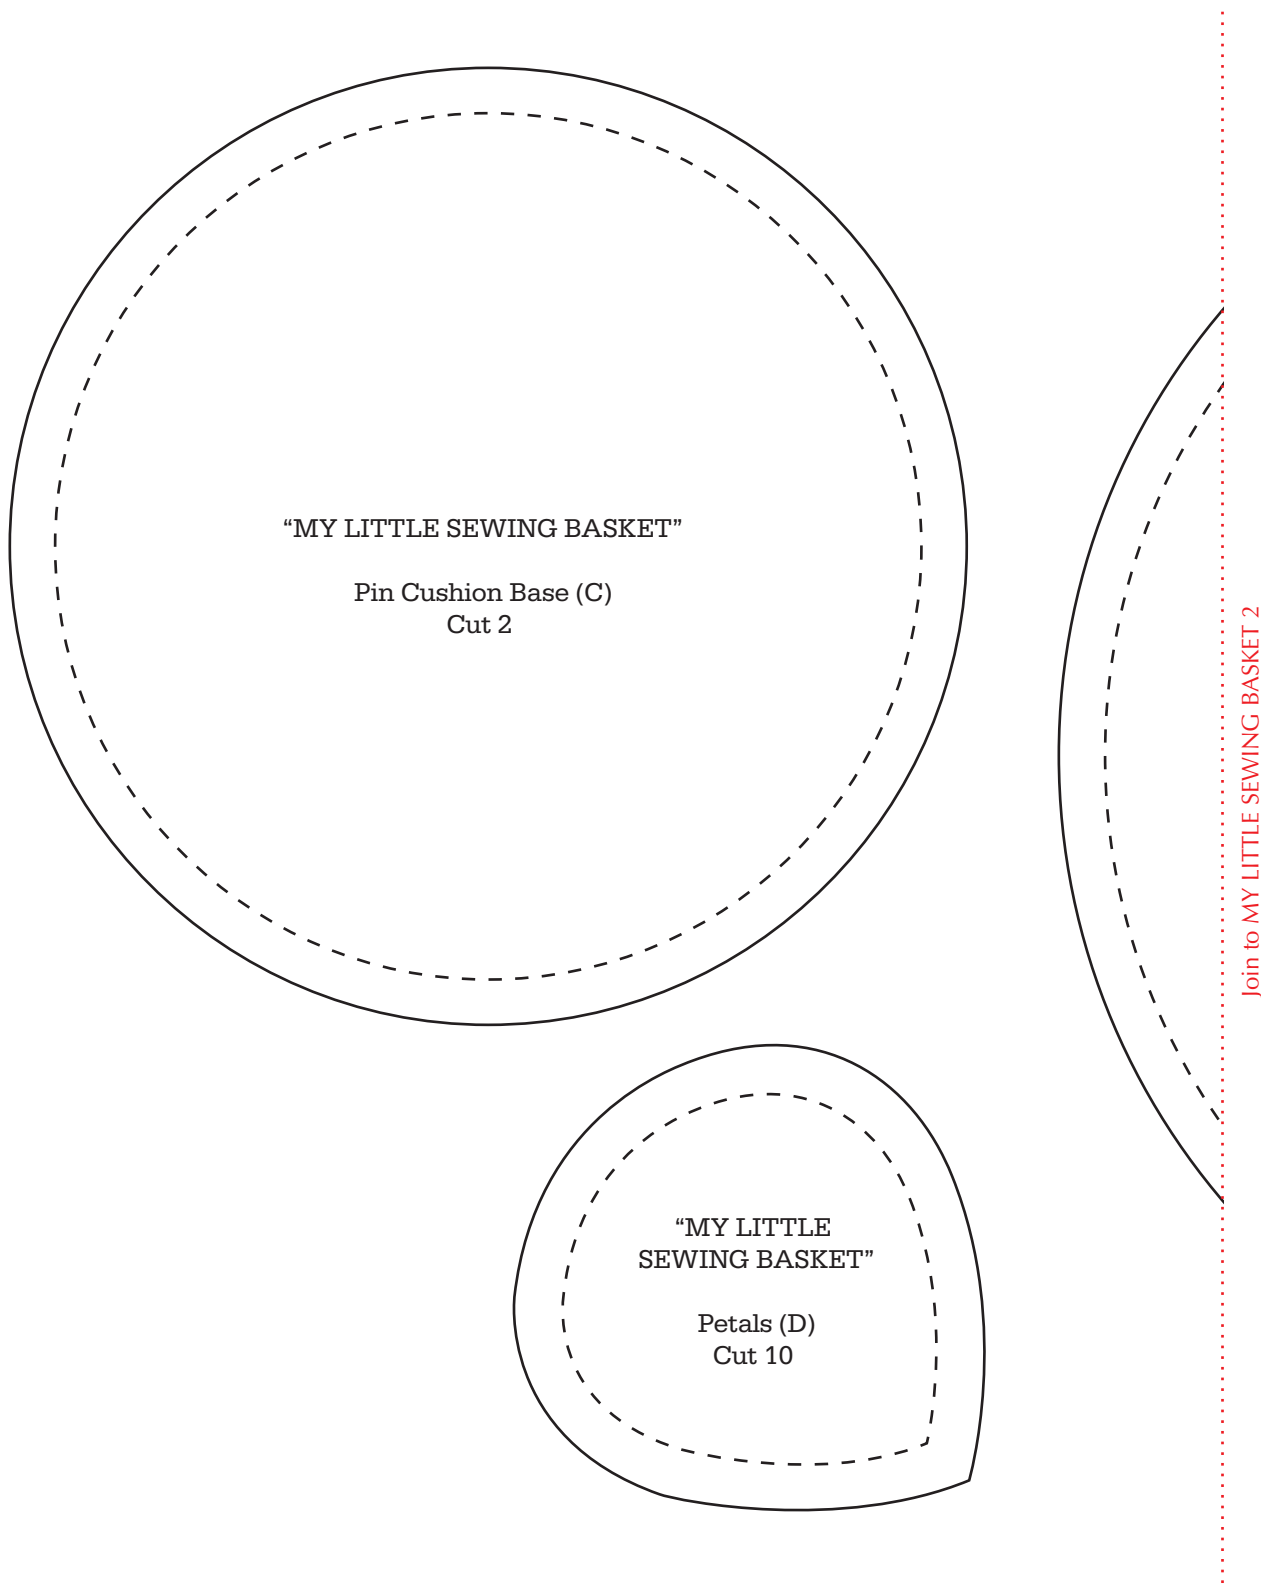 “MY LITTLE SEWING BASKET”
Pin Cushion Base (C)
Cut 2
Join to MY LITTLE SEWING BASKET 2
“MY LITTLE
SEWING BASKET”
Petals (D)
Cut 10